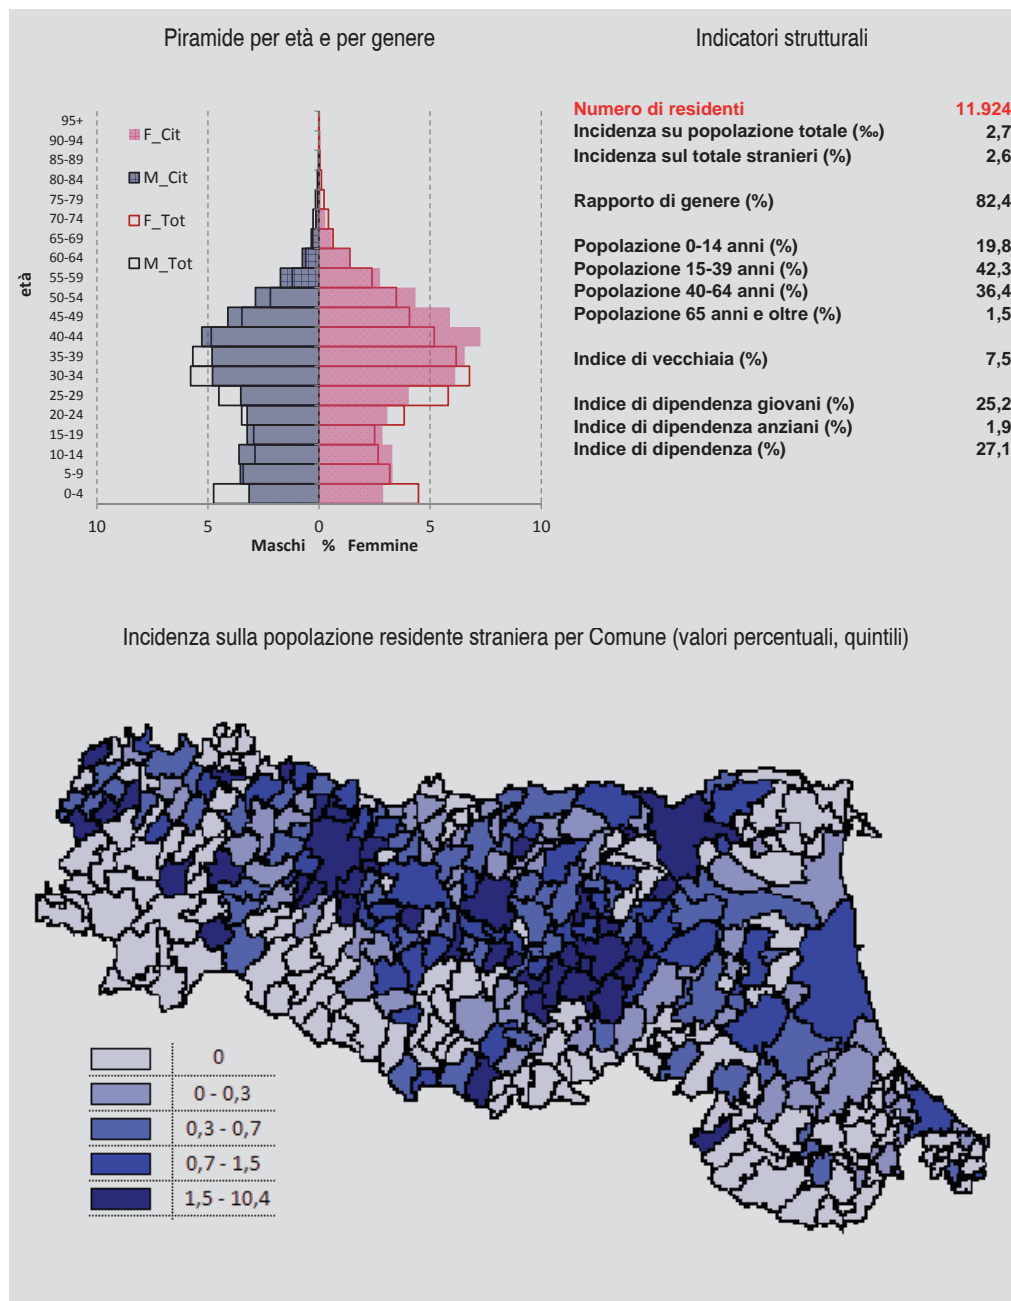 Piramide per età e per genere
95+
90-94
85-89
80-84
75-79
70-74
65-69
60-64
55-59
50-54
45-49
40-44
35-39
30-34
25-29
20-24
15-19
10-14
5-9
0-4
età
F_Cit
M_Cit
F_Tot
M_Tot
10 5 0 5 10
Maschi % Femmine
Indicatori strutturali
Numero di residenti 11.924
Incidenza su popolazione totale (‰) 2,7
Incidenza sul totale stranieri (%) 2,6
Rapporto di genere (%) 82,4
Popolazione 0-14 anni (%) 19,8
Popolazione 15-39 anni (%) 42,3
Popolazione 40-64 anni (%) 36,4
Popolazione 65 anni e oltre (%) 1,5
Indice di vecchiaia (%) 7,5
Indice di dipendenza giovani (%) 25,2
Indice di dipendenza anziani (%) 1,9
Indice di dipendenza (%) 27,1
Incidenza sulla popolazione residente straniera per Comune (valori percentuali, quintili)
0
0 - 0,3
0,3 - 0,7
0,7 - 1,5
1,5 - 10,4